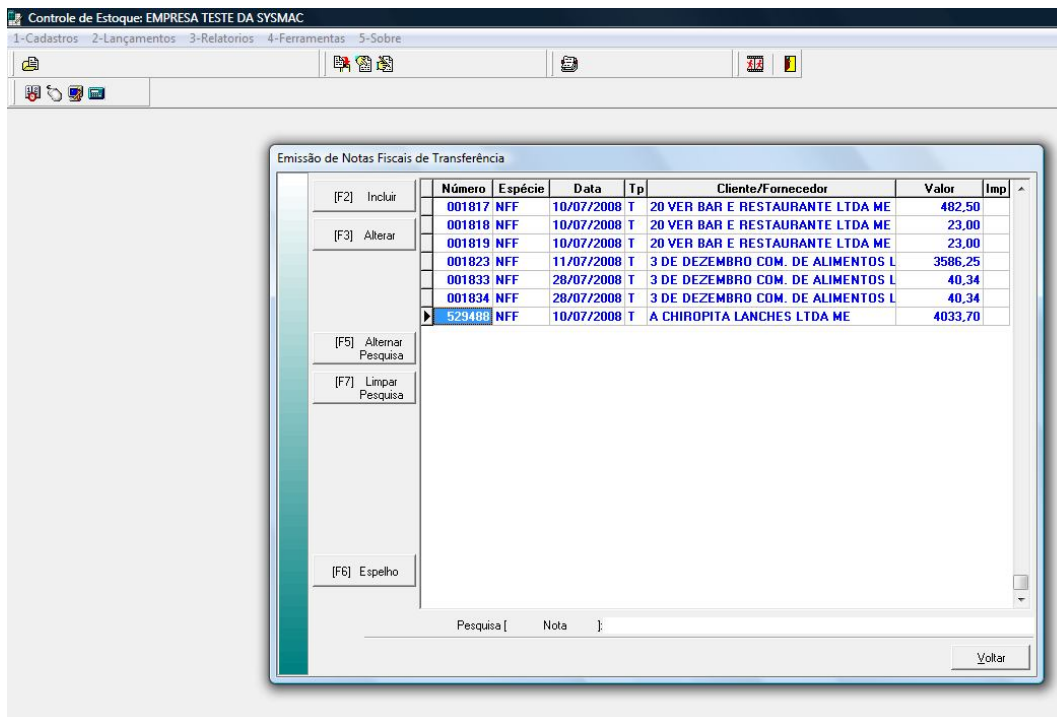 Controle de Estoque: EMPRESA TESTE DA SYSMAC
1-Cadastros 2-Lançamentos 3-Relatorios 4-Ferramentas 5-Sobre
Emissão de Notas Fiscais de Transferência
[F2] Incluir
[F3] Alterar
[F5] Alternar
Pesquisa
[F7] Limpar
Pesquisa
[F6] Espelho
Número Espécie Data Tp Cliente/Fornecedor Valor Imp
001817 NFF 10/07/2008 T 20 VER BAR E RESTAURANTE LTDA ME 482,50
001818 NFF 10/07/2008 T 20 VER BAR E RESTAURANTE LTDA ME 23,00
001819 NFF 10/07/2008 T 20 VER BAR E RESTAURANTE LTDA ME 23,00
001823 NFF 11/07/2008 T 3 DE DEZEMBRO COM. DE ALIMENTOS L 3586,25
001833 NFF 28/07/2008 T 3 DE DEZEMBRO COM. DE ALIMENTOS L 40,34
001834 NFF 28/07/2008 T 3 DE DEZEMBRO COM. DE ALIMENTOS L 40,34
529488 NFF 10/07/2008 T A CHIROPITA LANCHES LTDA ME 4033,70
Pesquisa [ Nota ]:
Voltar